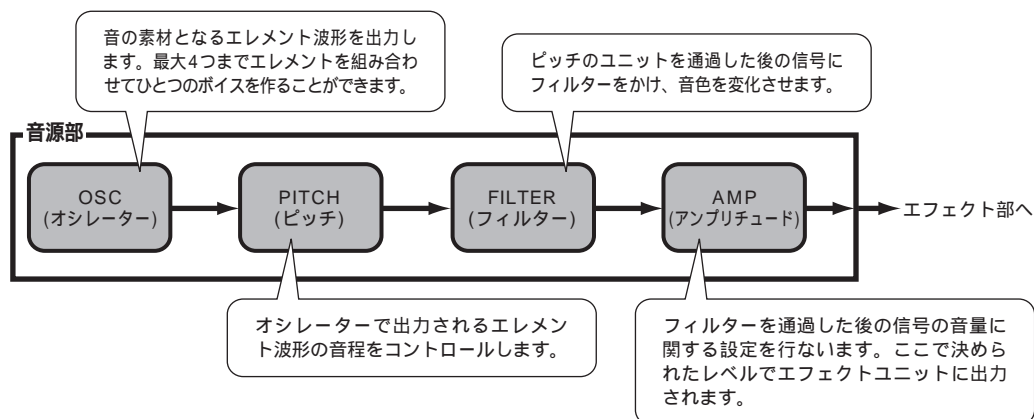 音の素材となるエレメント波形を出力し
ます。最大4つまでエレメントを組み合わ
せてひとつのボイスを作ることができます。
ピッチのユニットを通過した後の信号に
フィルターをかけ、音色を変化させます。
音源部
OSC
(オシレーター)
PITCH
(ピッチ)
FILTER
(フィルター)
AMP
(アンプリチュード)
エフェクト部へ
オシレーターで出力されるエレメン
ト波形の音程をコントロールします。
フィルターを通過した後の信号の音量に
関する設定を行ないます。ここで決めら
れたレベルでエフェクトユニットに出力
されます。